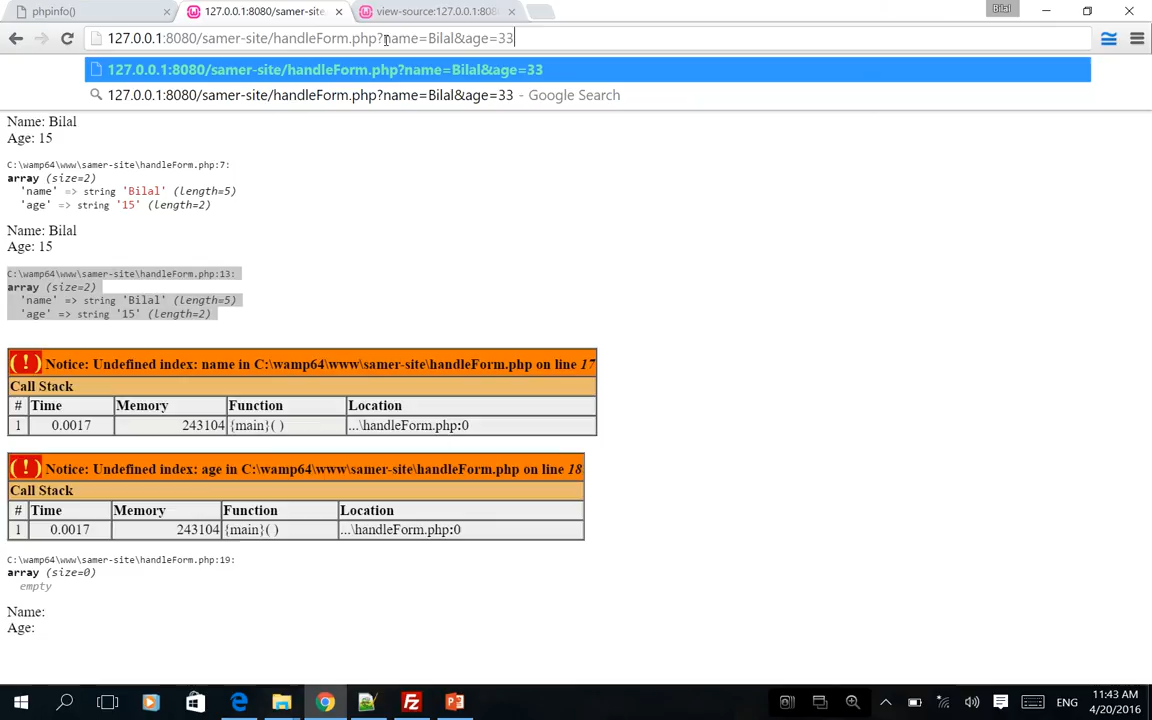 phpinfo()
127.0.0.1:8080/samer-site
view-source:127.0.0.1:808
Bilal
127.0.0.1:8080/samer-site/handleForm.php?name=Bilal&age=33
127.0.0.1:8080/samer-site/handleForm.php?name=Bilal&age=33
127.0.0.1:8080/samer-site/handleForm.php?name=Bilal&age=33 - Google Search
Name: Bilal
Age: 15
C:\wamp64\www\samer-site\handleForm.php:7:
array (size=2)
'name' => string 'Bilal' (length=5)
'age' => string '15' (length=2)
Name: Bilal
Age: 15
C:\wamp64\www\samer-site\handleForm.php:13:
array (size=2)
'name' => string 'Bilal' (length=5)
'age' => string '15' (length=2)
(!) Notice: Undefined index: name in C:\wamp64\www\samer-site\handleForm.php on line 17
Call Stack
# Time Memory Function Location
1 0.0017 243104 {main}( ) ...\handleForm.php:0
(!) Notice: Undefined index: age in C:\wamp64\www\samer-site\handleForm.php on line 18
Call Stack
# Time Memory Function Location
1 0.0017 243104 {main}( ) ...\handleForm.php:0
C:\wamp64\www\samer-site\handleForm.php:19:
array (size=0)
empty
Name:
Age:
ENG
11:43 AM
4/20/2016